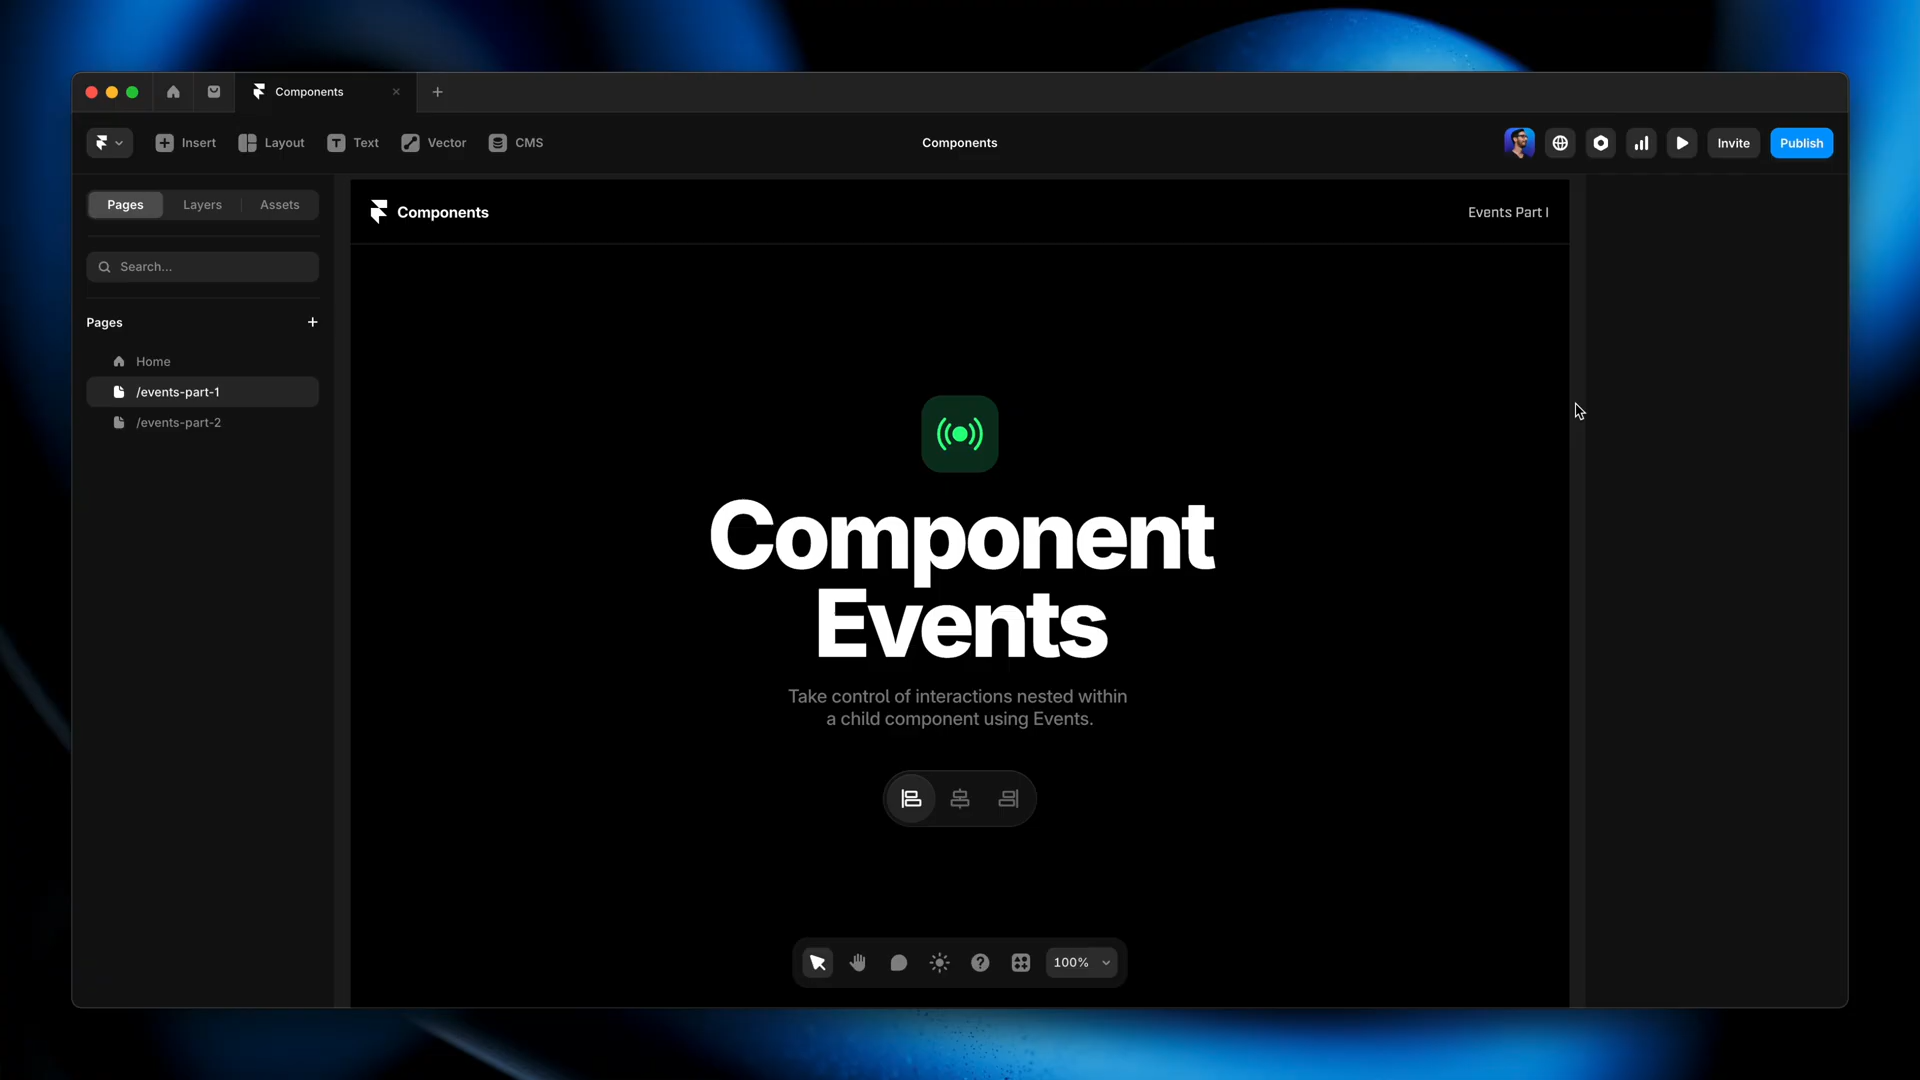 Components
Insert
Layout
Text
Vector
CMS
Components
Invite
Publish
Pages
Layers
Assets
Search...
Pages
Home
/events-part-1
/events-part-2
Components
Events Part I
Component
Events
Take control of interactions nested within
a child component using Events.
100%